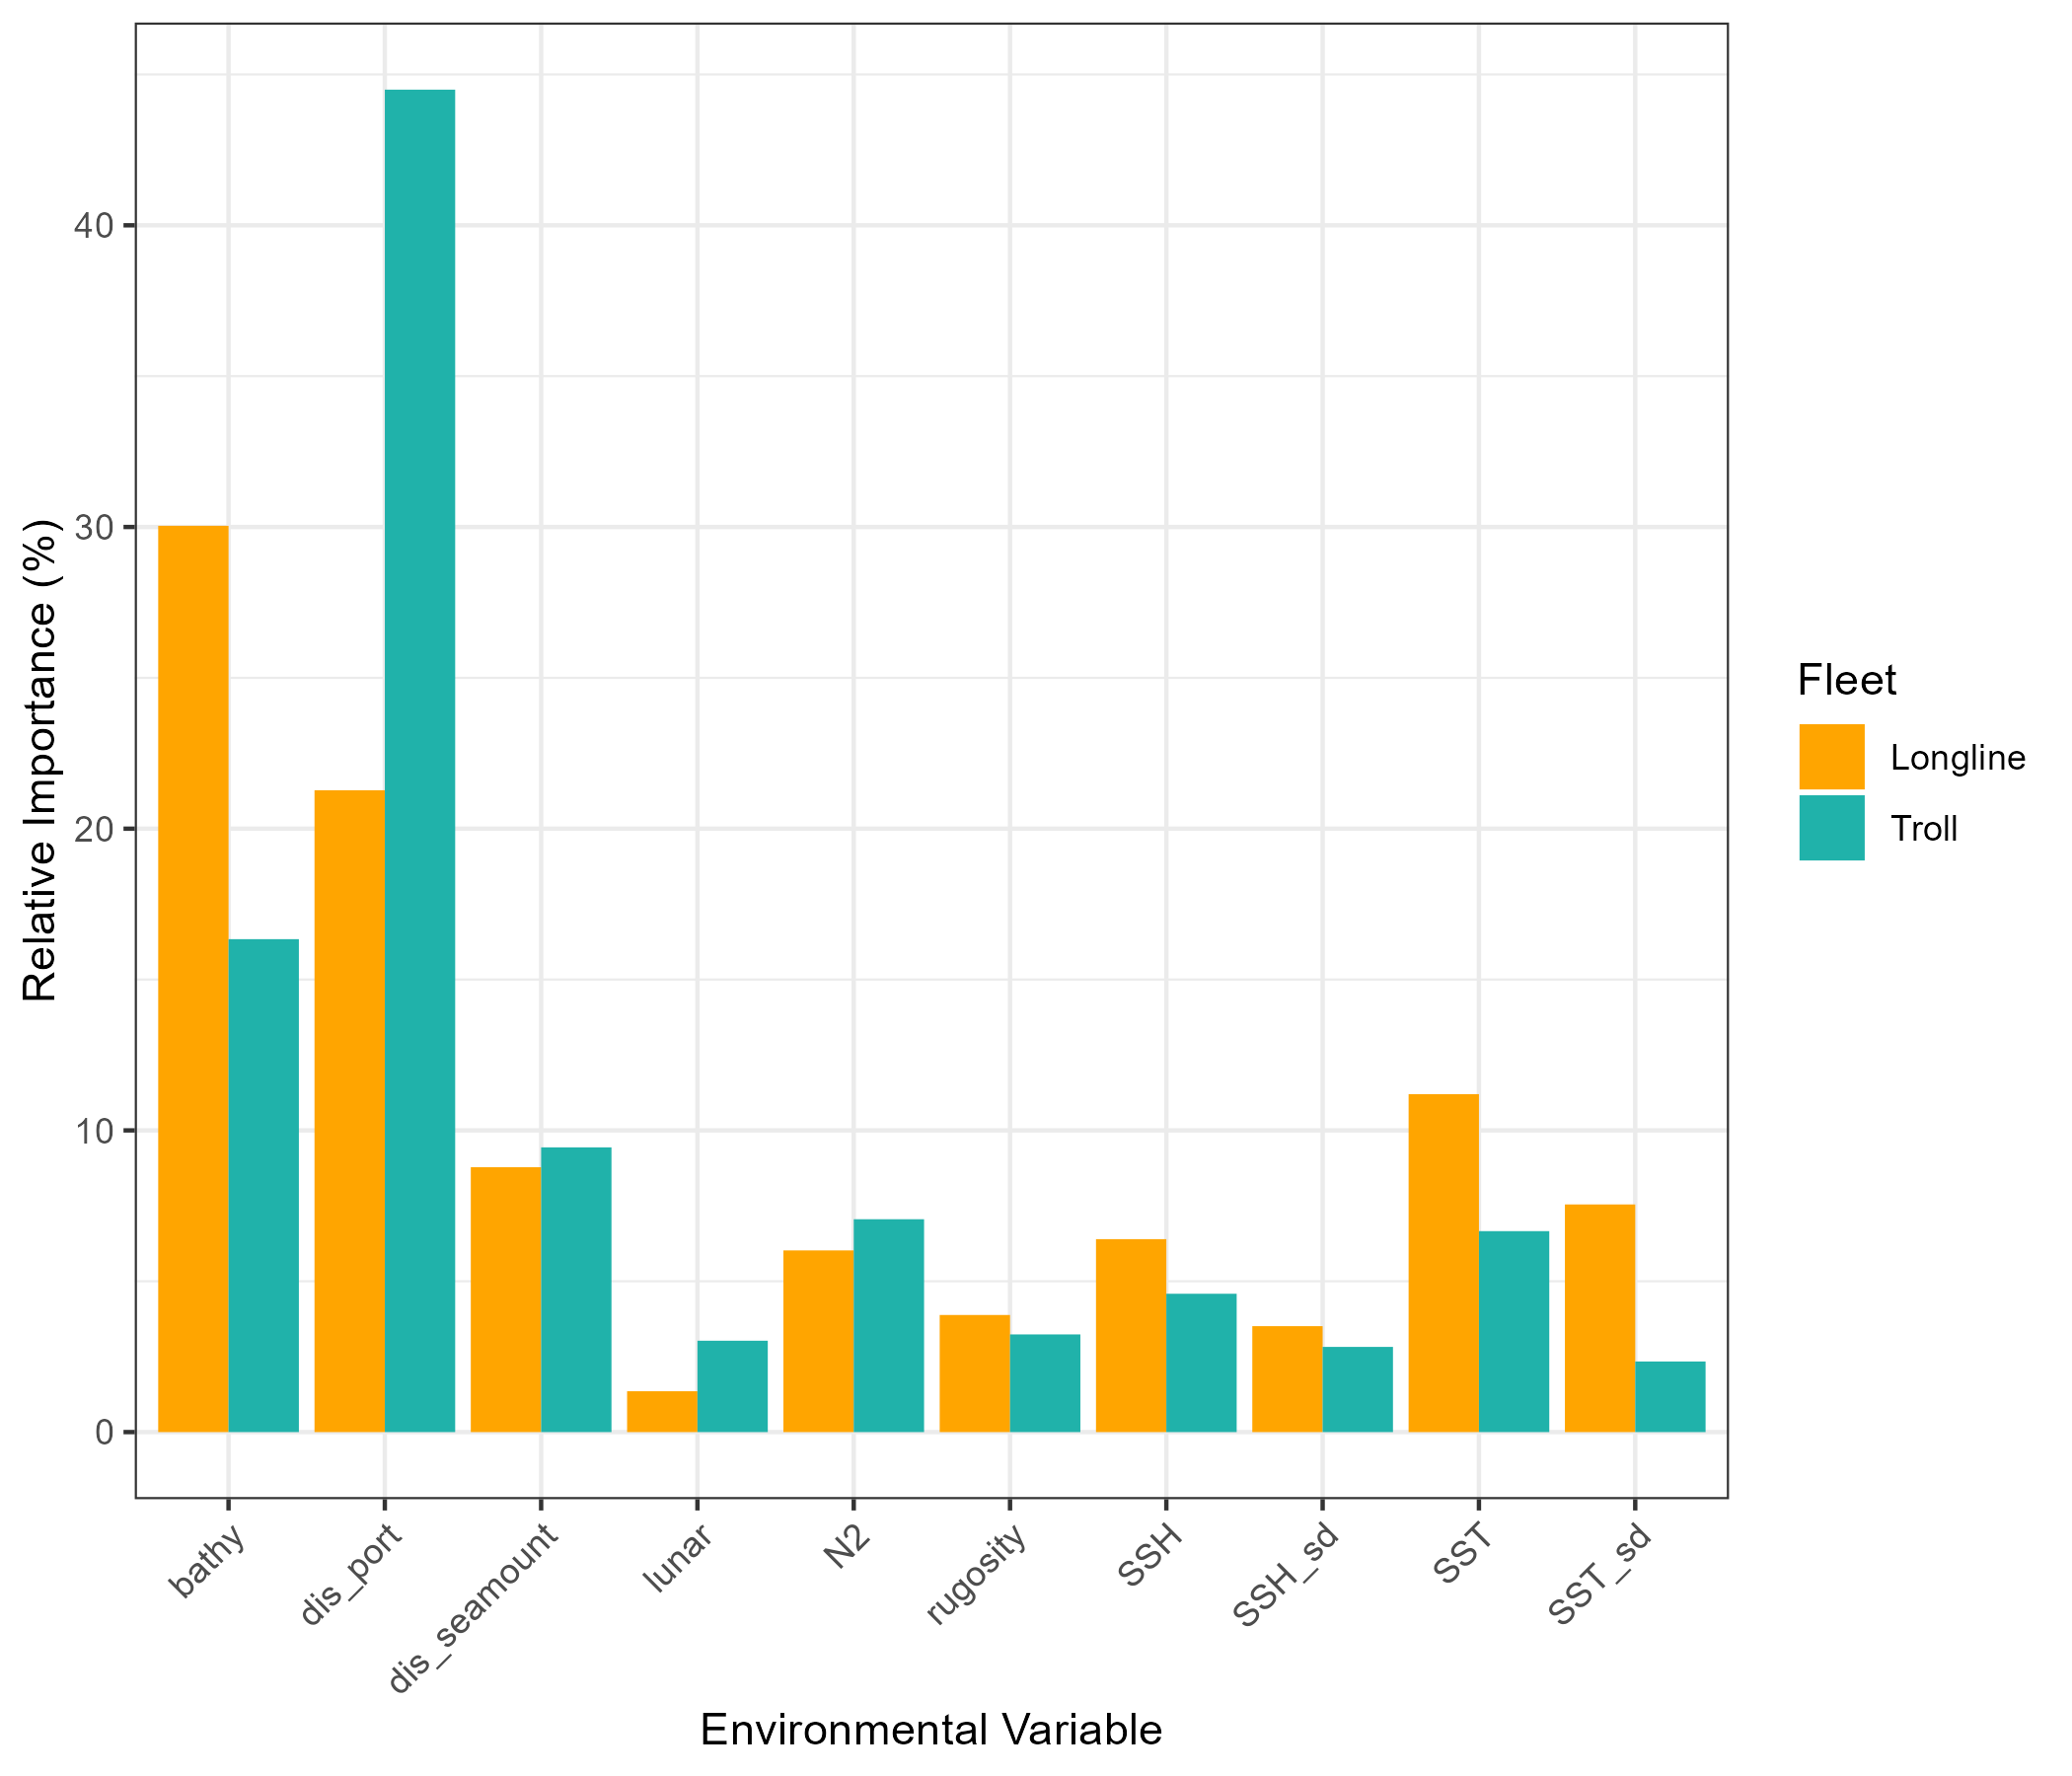 Relative Importance (%)
40
30
20
10
0
bathy
dis_port
dis_seamount
lunar
N2
rugosity
SSH
SSH_sd
SST
SST_sd
Environmental Variable
Fleet
Longline
Troll